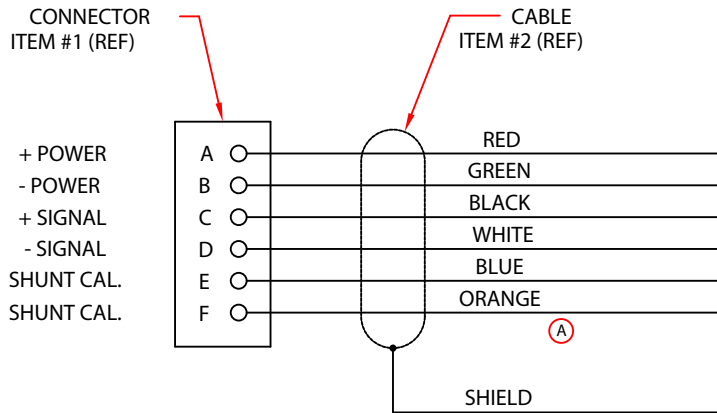 CONNECTOR
ITEM #1 (REF)
CABLE
ITEM #2 (REF)
+ POWER A RED
- POWER B GREEN
+ SIGNAL C BLACK
- SIGNAL D WHITE
SHUNT CAL. E BLUE
SHUNT CAL. F ORANGE
A
SHIELD